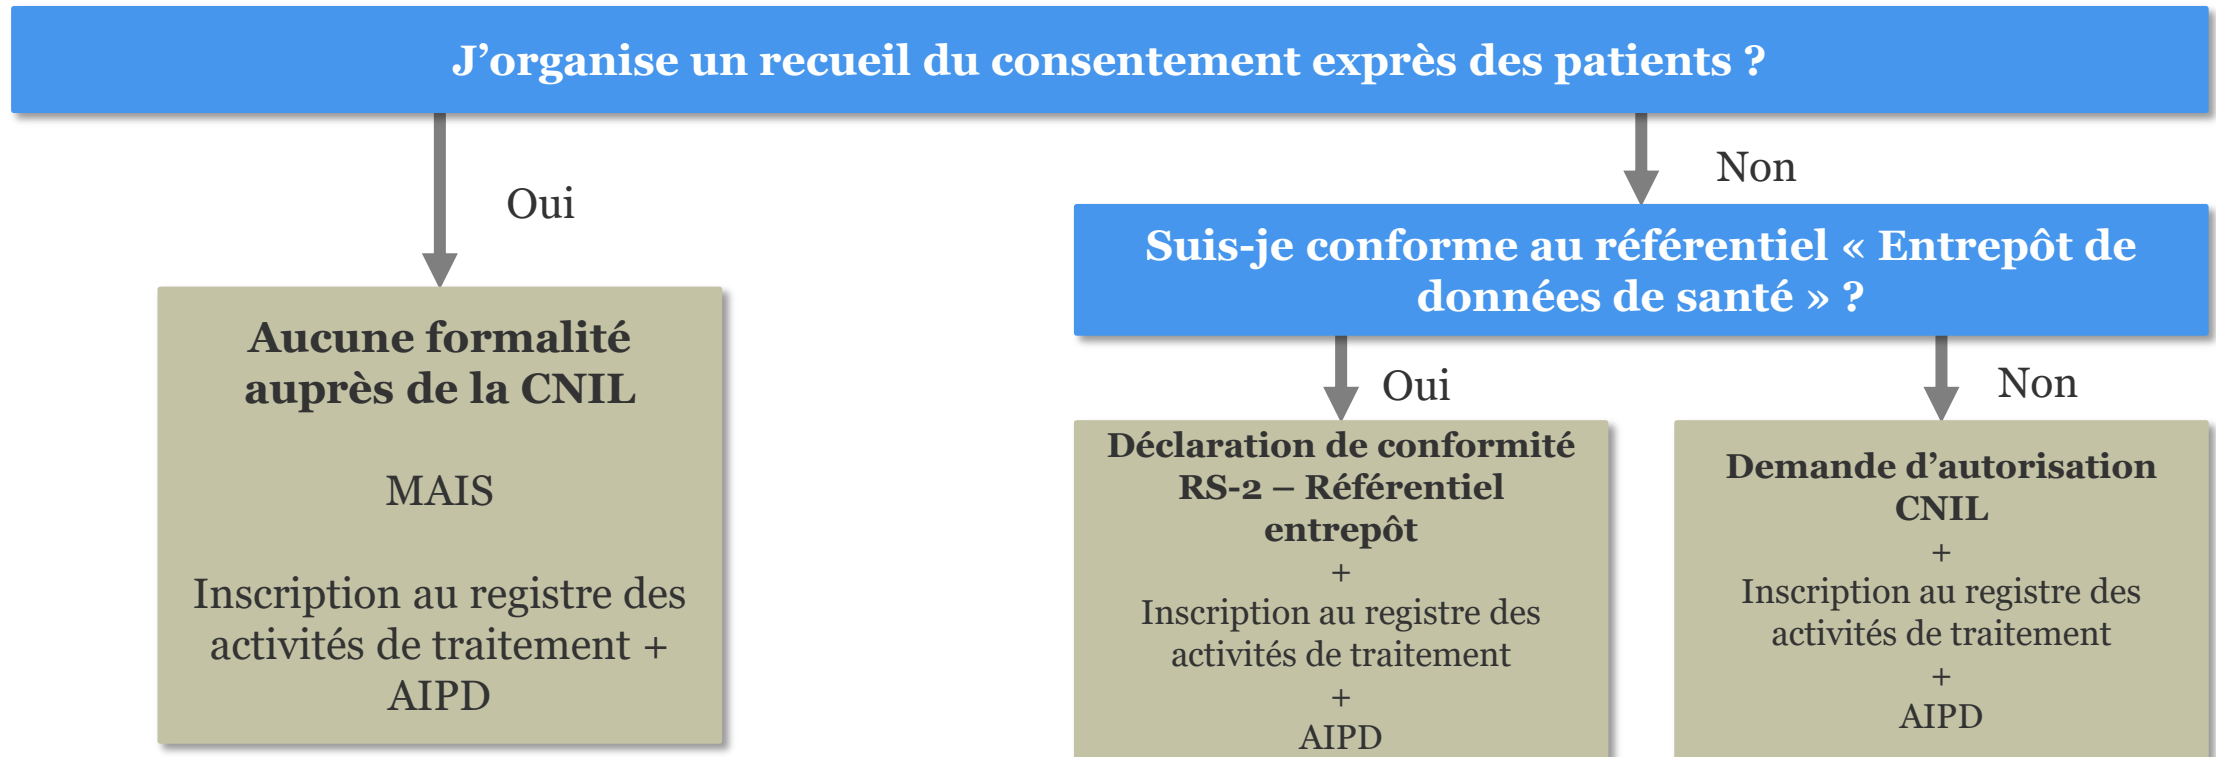 J’organise un recueil du consentement exprès des patients ?
Oui
Non
Aucune formalité
auprès de la CNIL
MAIS
Inscription au registre des
activités de traitement +
AIPD
Suis-je conforme au référentiel « Entrepôt de
données de santé » ?
Oui
Non
Déclaration de conformité
RS-2 – Référentiel
entrepôt
+
Inscription au registre des
activités de traitement
+
AIPD
Demande d’autorisation
CNIL
+
Inscription au registre des
activités de traitement
+
AIPD